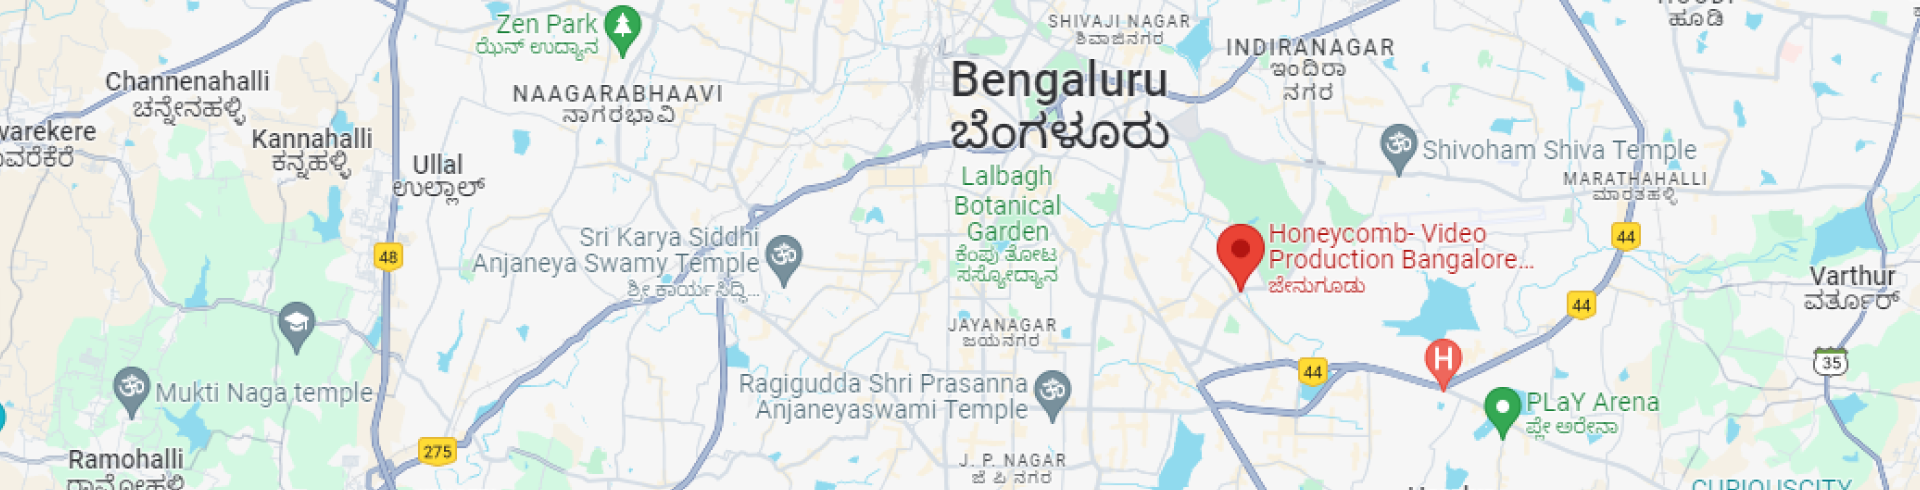 Zen Park
ಝೆನ್ ಉದ್ಯಾನ
SHIVAJI NAGAR
ಶಿವಾಜಿನಗರ
ಹೂಡಿ
INDIRANAGAR
ಇಂದಿರಾ
ನಗರ
Channenahalli
ಚನ್ನೇನಹಳ್ಳಿ
NAAGARABHAAVI
ನಾಗರಭಾವಿ
Bengaluru
ಬೆಂಗಳೂರು
warekere
ವರೆಕೆರೆ
Kannahalli
ಕನ್ನಹಳ್ಳಿ
Ullal
ಉಲ್ಲಾಲ್
Shivoham Shiva Temple
MARATHAHALLI
ಮಾರತಹಳ್ಳಿ
Lalbagh
Botanical
Garden
ಕೆಂಪು ತೋಟ
ಸಸ್ಯೋದ್ಯಾನ
Sri Karya Siddhi
Anjaneya Swamy Temple
ಶ್ರೀ ಕಾರ್ಯಸಿದ್ಧಿ...
48
Honeycomb- Video
Production Bangalore...
ಜೇನುಗೂಡು
44
44
Varthur
ವರ್ತೂರ್
JAYANAGAR
ಜಯನಗರ
44
H
35
Mukti Naga temple
Ragigudda Shri Prasanna
Anjaneyaswami Temple
PLaY Arena
ಪ್ಲೇ ಅರೇನಾ
275
Ramohalli
ರಾಮೋಹಳ್ಳಿ
J. P. NAGAR
ಜೆ ಪಿ ನಗರ
CURIOUSCITY